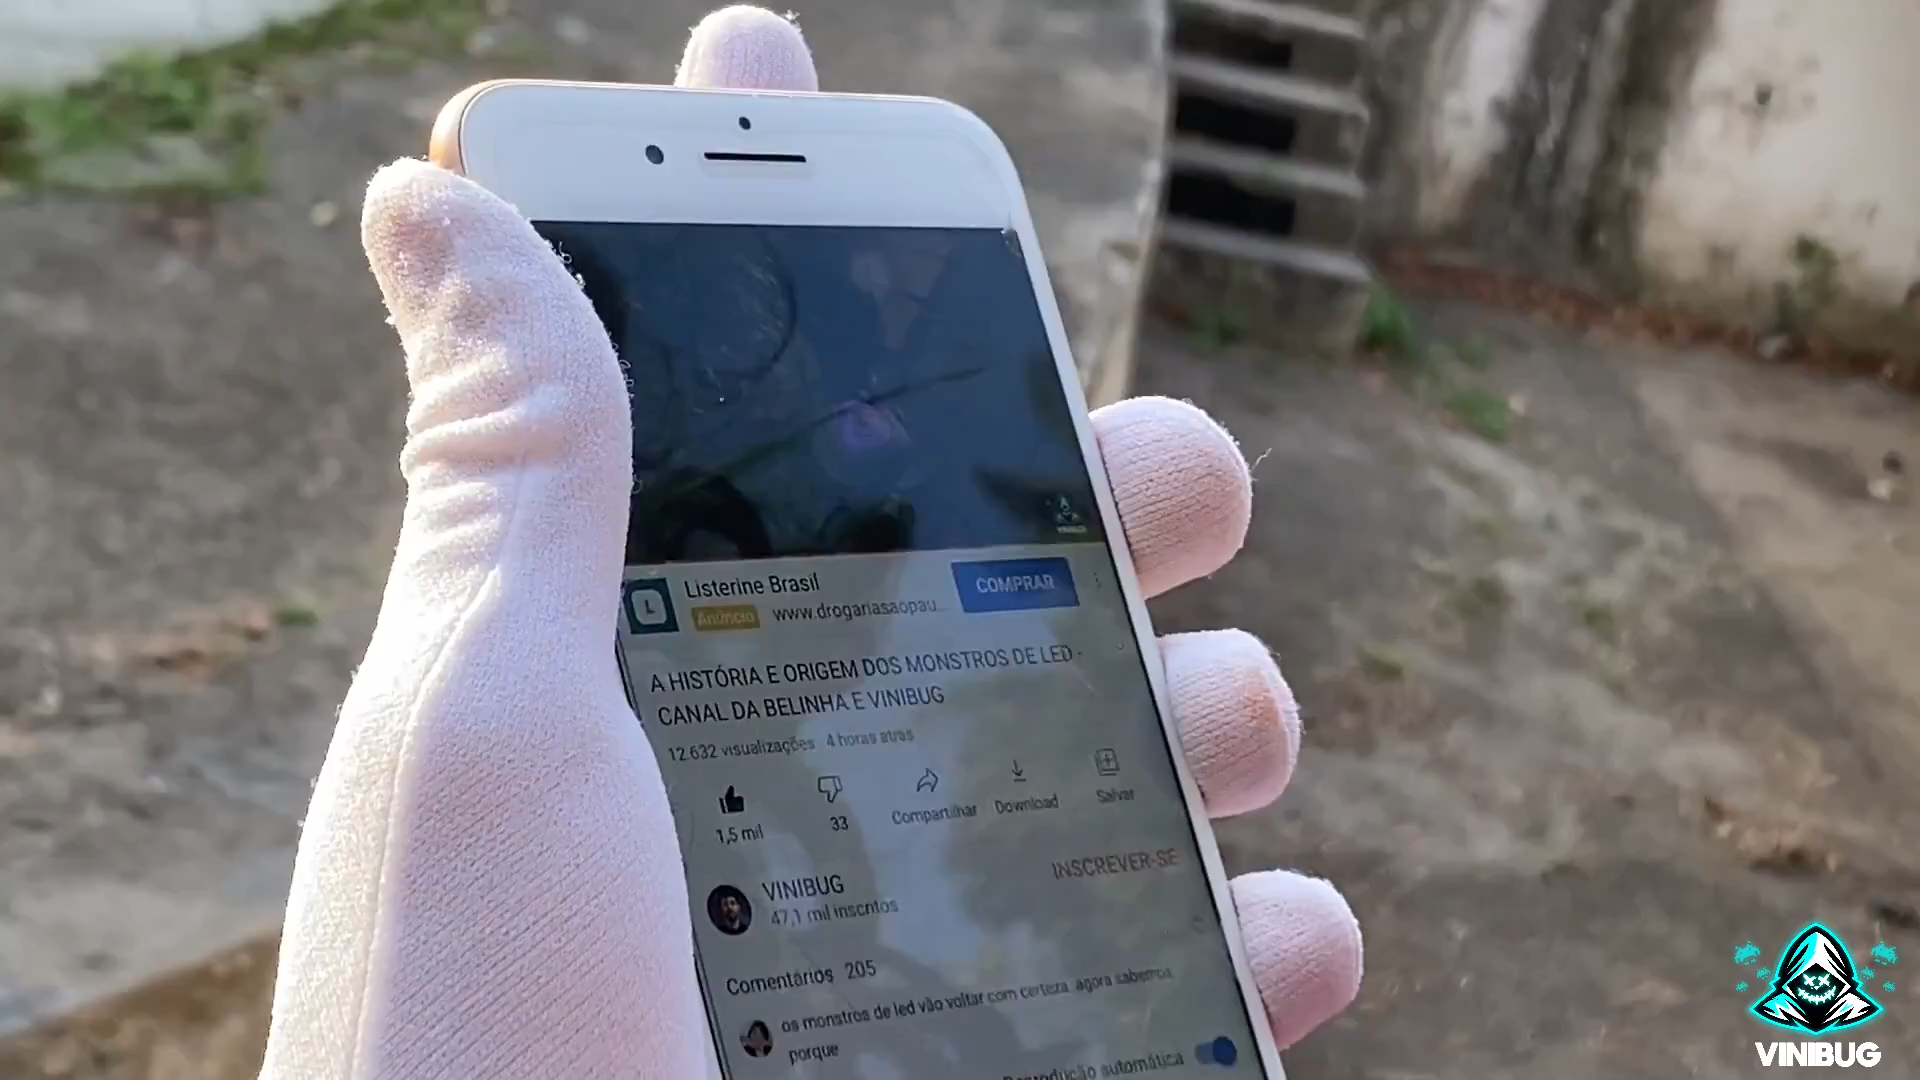 VINIBUG
L
Listerine Brasil
COMPRAR
Anúncio www.drogariasaopau...
A HISTÓRIA E ORIGEM DOS MONSTROS DE LED -
CANAL DA BELINHA E VINIBUG
12.632 visualizações 4 horas atrás
1,5 mil 33 Compartilhar Download Salvar
VINIBUG
INSCREVER-SE
47,1 mil inscritos
Comentários 205
os monstros de led vão voltar com certeza agora sabemos
porque
Reprodução automática
VINIBUG